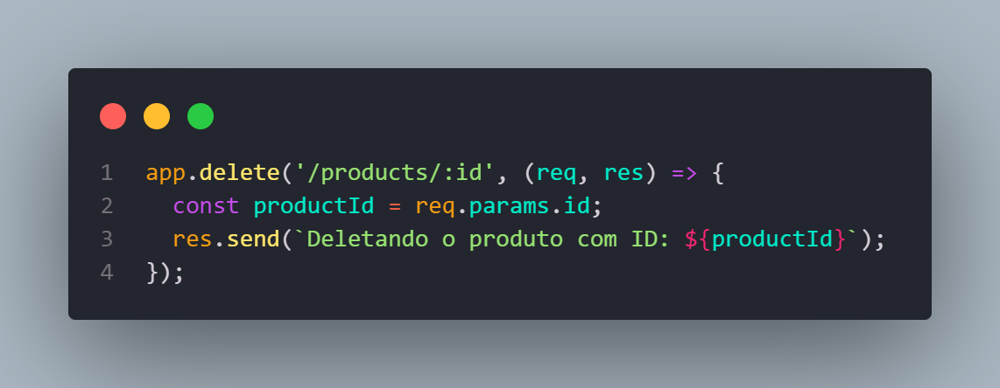 1 app.delete('/products/:id', (req, res) => {
2   const productId = req.params.id;
3   res.send(`Deletando o produto com ID: ${productId}`);
4 });